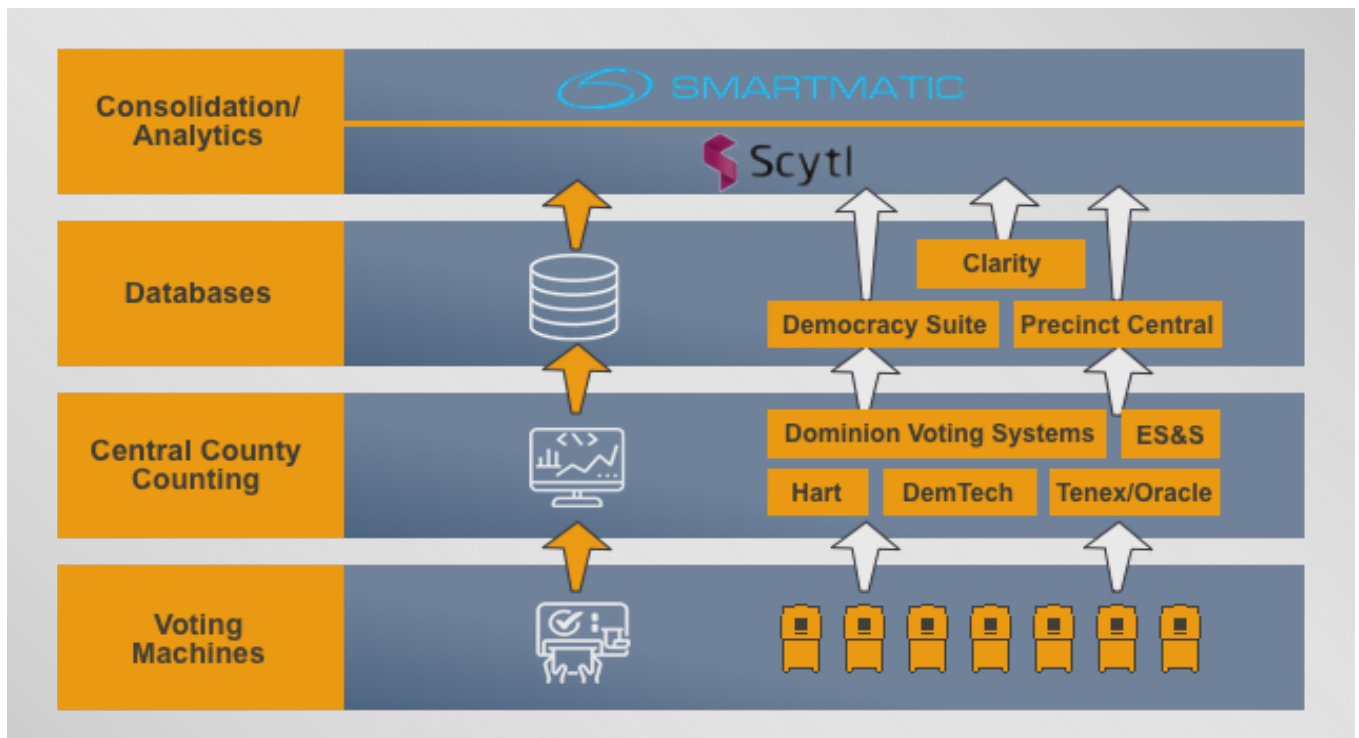 Consolidation/
Analytics
SMARTMATIC
Scytl
Databases
Clarity
Democracy Suite
Precinct Central
Central County
Counting
Dominion Voting Systems
ES&S
Hart
DemTech
Tenex/Oracle
Voting
Machines